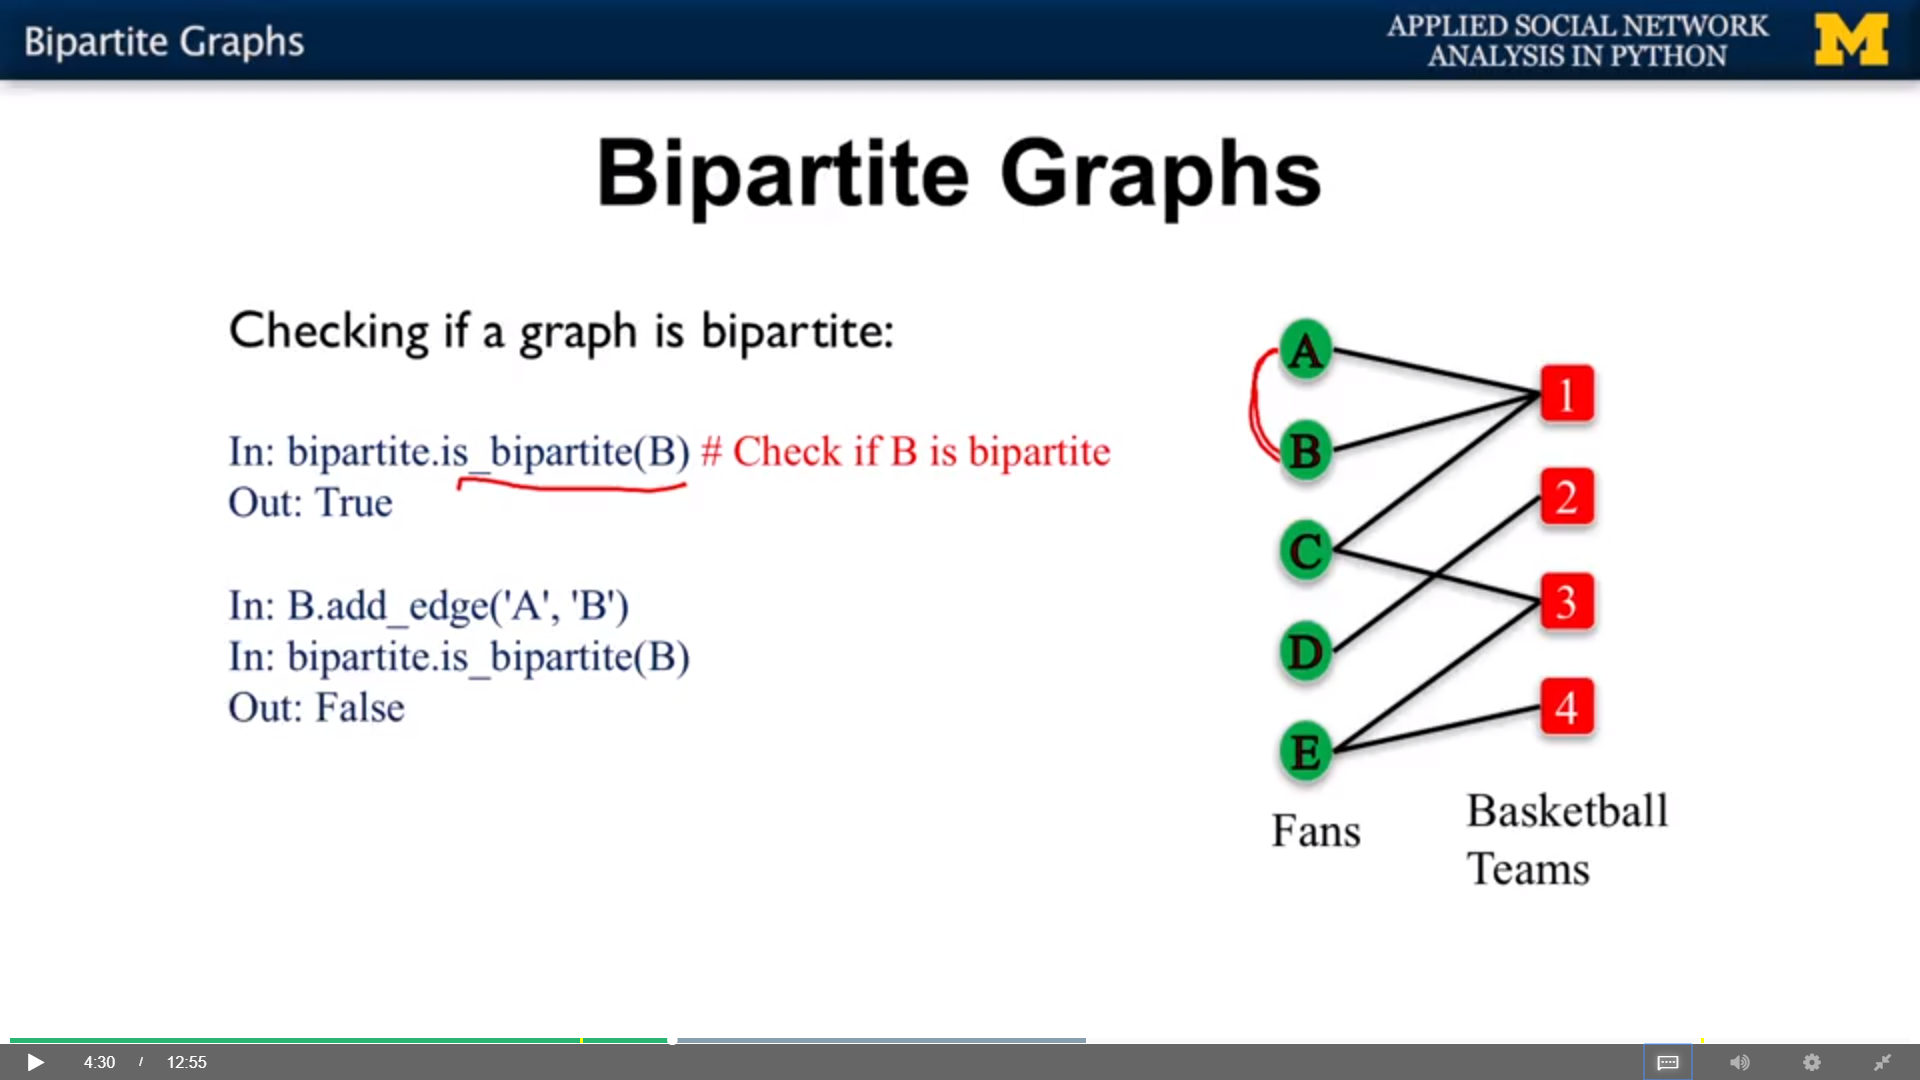 Bipartite Graphs
APPLIED SOCIAL NETWORK
ANALYSIS IN PYTHON
M
Bipartite Graphs
Checking if a graph is bipartite:
In: bipartite.is_bipartite(B) # Check if B is bipartite
Out: True
In: B.add_edge('A', 'B')
In: bipartite.is_bipartite(B)
Out: False
A
B
C
D
E
Fans
1
2
3
4
Basketball
Teams
4:30 / 12:55